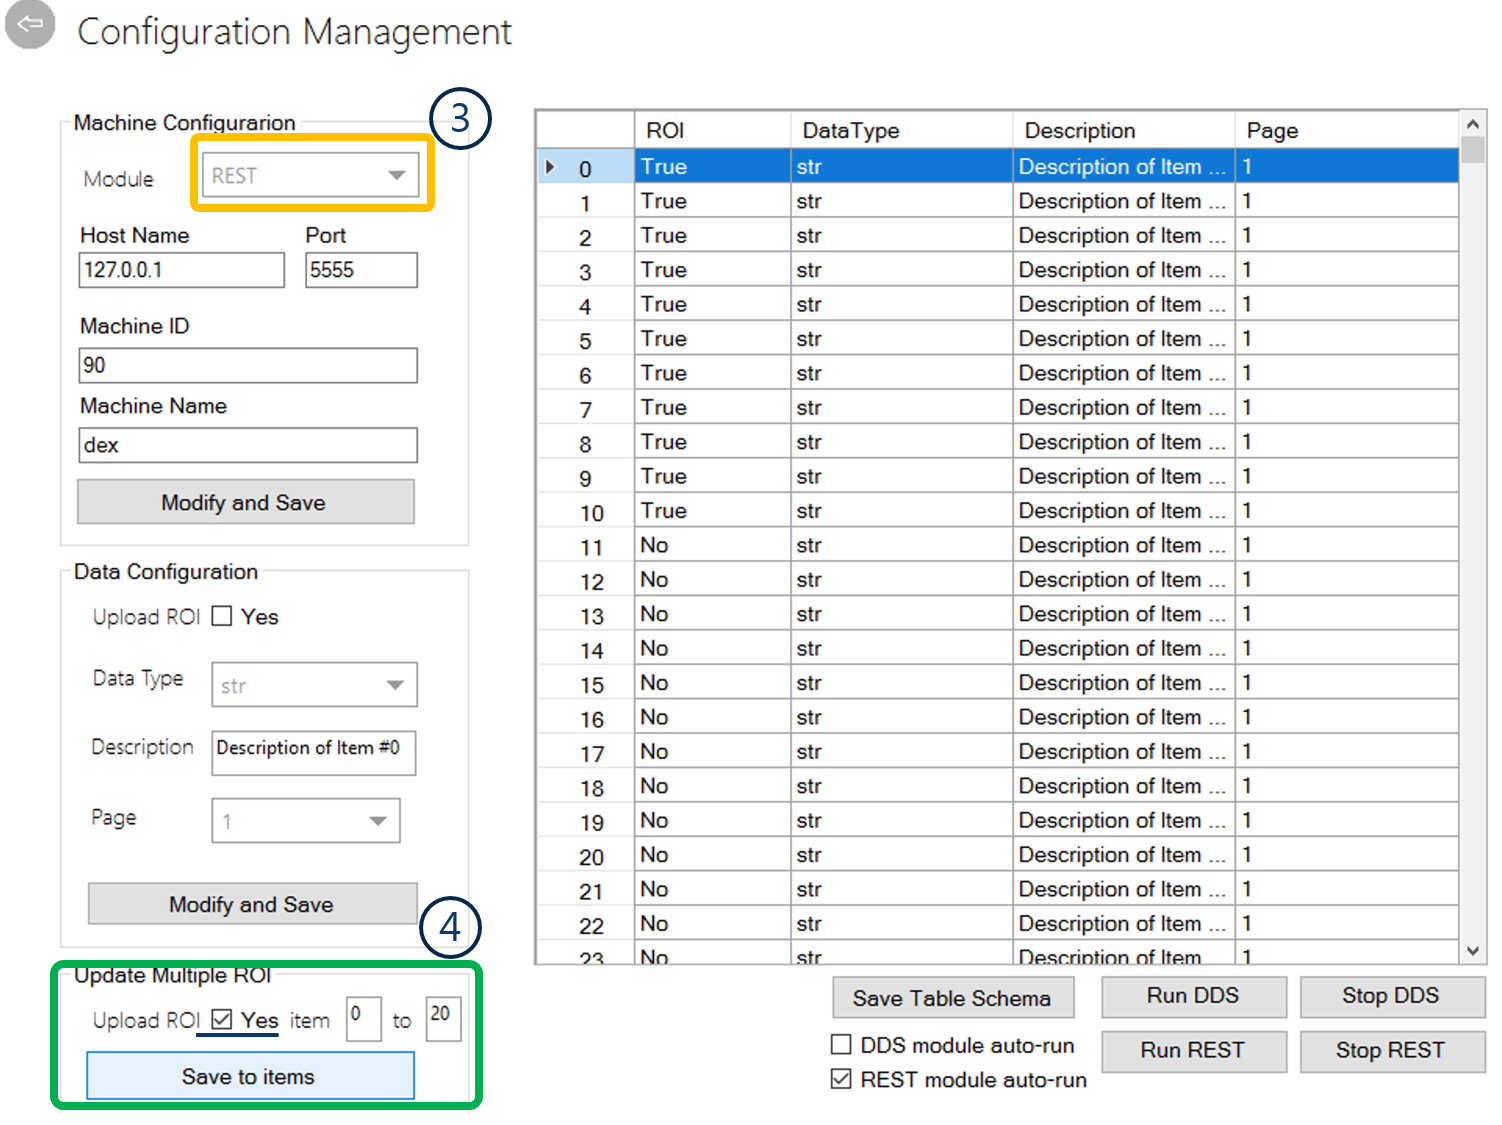 Configuration Management
Machine Configurarion
3
Module REST
Host Name Port
127.0.0.1 5555
Machine ID
90
Machine Name
dex
Modify and Save
Data Configuration
Upload ROI Yes
Data Type str
Description Description of Item #0
Page 1
Modify and Save
4
Update Multiple ROI
Upload ROI Yes item 0 to 20
Save to items
ROI DataType Description Page
0 True str Description of Item ... 1
1 True str Description of Item ... 1
2 True str Description of Item ... 1
3 True str Description of Item ... 1
4 True str Description of Item ... 1
5 True str Description of Item ... 1
6 True str Description of Item ... 1
7 True str Description of Item ... 1
8 True str Description of Item ... 1
9 True str Description of Item ... 1
10 True str Description of Item ... 1
11 No str Description of Item ... 1
12 No str Description of Item ... 1
13 No str Description of Item ... 1
14 No str Description of Item ... 1
15 No str Description of Item ... 1
16 No str Description of Item ... 1
17 No str Description of Item ... 1
18 No str Description of Item ... 1
19 No str Description of Item ... 1
20 No str Description of Item ... 1
21 No str Description of Item ... 1
22 No str Description of Item ... 1
23 No str Description of Item ... 1
Save Table Schema Run DDS Stop DDS
DDS module auto-run Run REST Stop REST
REST module auto-run